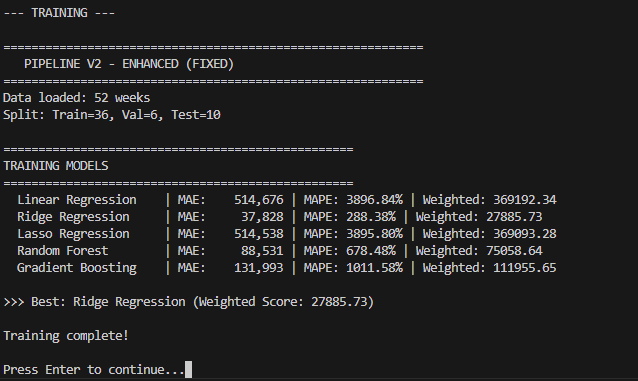 --- TRAINING ---
============================================================
PIPELINE V2 - ENHANCED (FIXED)
============================================================
Data loaded: 52 weeks
Split: Train=36, Val=6, Test=10
==================================================
TRAINING MODELS
==================================================
Linear Regression    | MAE:    514,676 | MAPE: 3896.84% | Weighted: 369192.34
Ridge Regression     | MAE:     37,828 | MAPE: 288.38% | Weighted: 27885.73
Lasso Regression     | MAE:    514,538 | MAPE: 3895.80% | Weighted: 369093.28
Random Forest        | MAE:     88,531 | MAPE: 678.48% | Weighted: 75058.64
Gradient Boosting    | MAE:    131,993 | MAPE: 1011.58% | Weighted: 111955.65
>>> Best: Ridge Regression (Weighted Score: 27885.73)
Training complete!
Press Enter to continue...